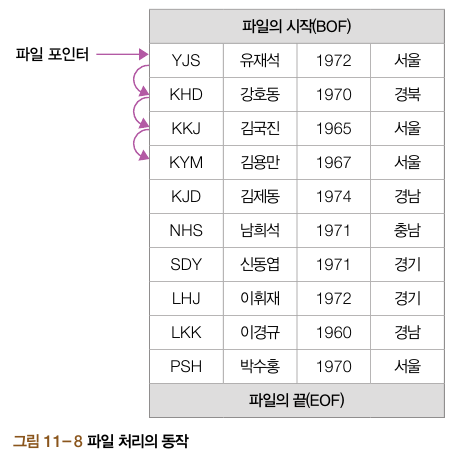 파일의 시작(BOF)
파일 포인터
YJS 유재석 1972 서울
KHD 강호동 1970 경북
KKJ 김국진 1965 서울
KYM 김용만 1967 서울
KJD 김제동 1974 경남
NHS 남희석 1971 충남
SDY 신동엽 1971 경기
LHJ 이휘재 1972 경기
LKK 이경규 1960 경남
PSH 박수홍 1970 서울
파일의 끝(EOF)
그림 11-8 파일 처리의 동작